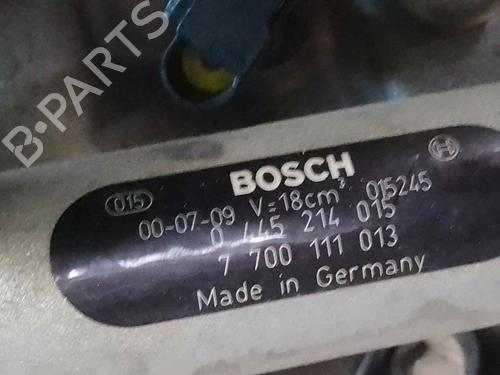 B-PARTS
BOSCH
015
00-07-09 V=18cm³ 015245
0 445 214 015
7 700 111 013
Made in Germany